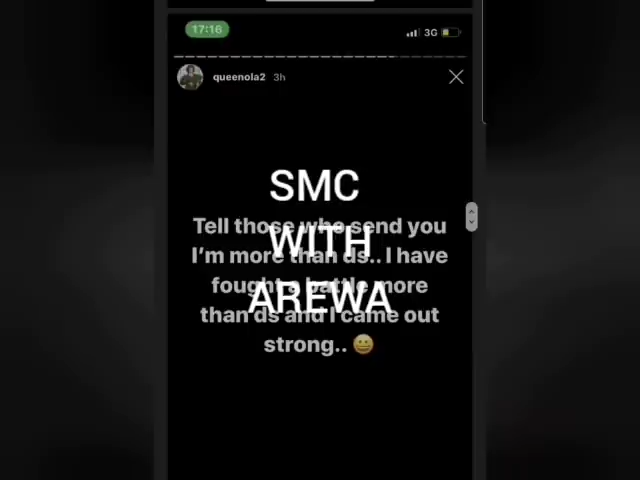 17:16
3G
queenola2 3h
SMC
Tell those who send you
WITH
I'm more than ds.. I have
fought a battle more
AREWA
than ds and I came out
strong.. 😀